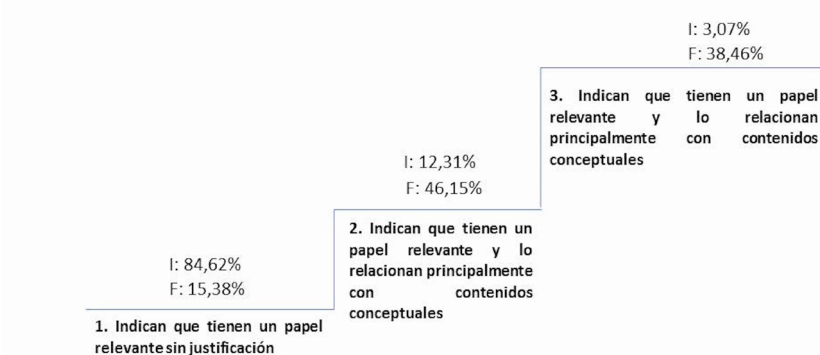 I: 84,62%
F: 15,38%
1. Indican que tienen un papel
relevante sin justificación
I: 12,31%
F: 46,15%
2. Indican que tienen un
papel relevante y lo
relacionan principalmente
con contenidos
conceptuales
I: 3,07%
F: 38,46%
3. Indican que tienen un papel
relevante y lo relacionan
principalmente con contenidos
conceptuales